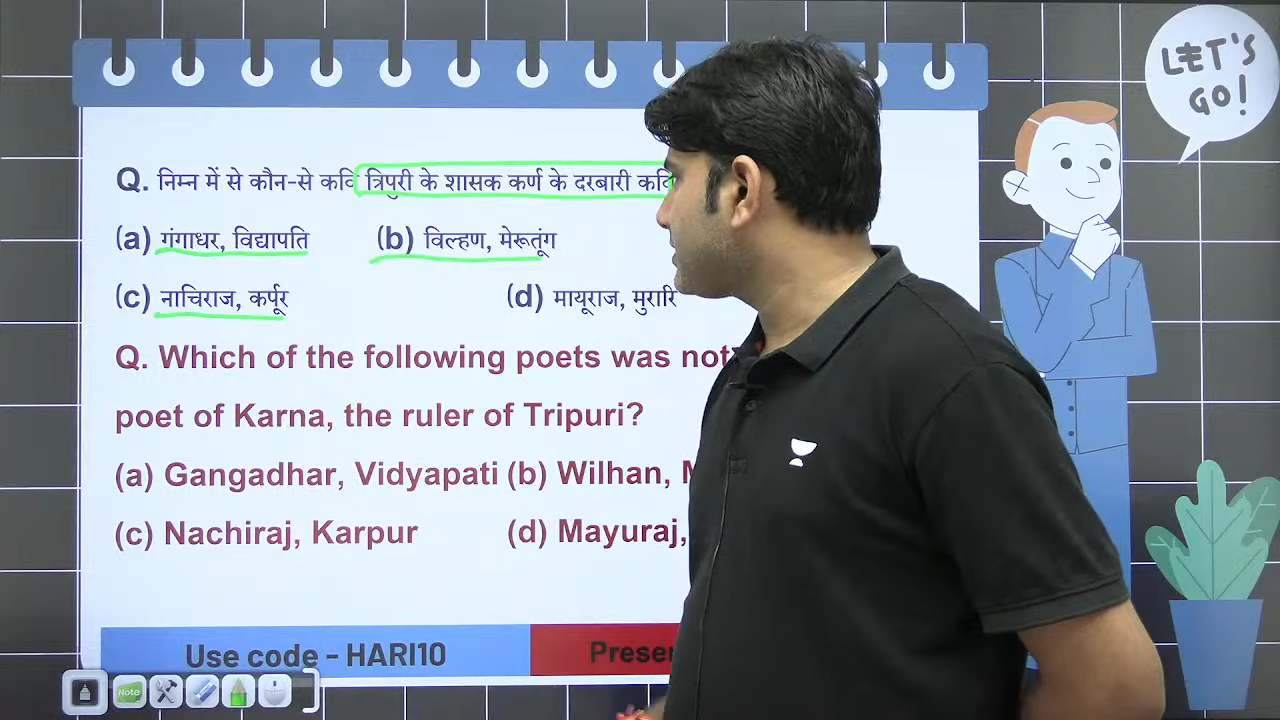 Q. निम्न में से कौन-से कवि त्रिपुरी के शासक कर्ण के दरबारी कवि
(a) गंगाधर, विद्यापति (b) विल्हण, मेरूतूंग
(c) नाचिराज, कर्पूर (d) मायूराज, मुरारि
Q. Which of the following poets was not
poet of Karna, the ruler of Tripuri?
(a) Gangadhar, Vidyapati (b) Wilhan,
(c) Nachiraj, Karpur (d) Mayuraj,
Use code - HARI10
LET'S
GO!
Note